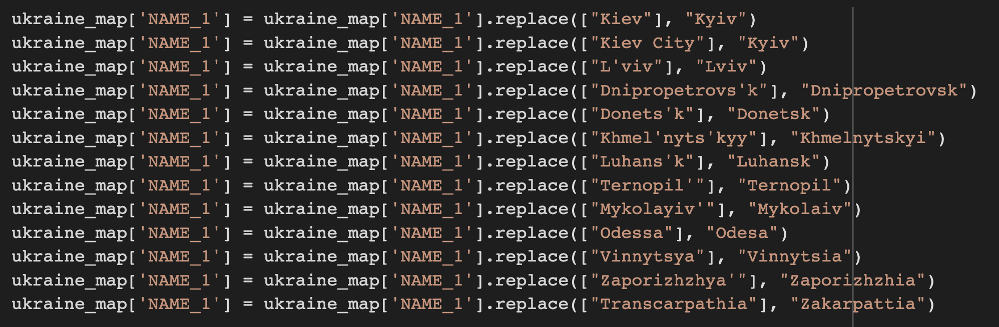 ukraine_map['NAME_1'] = ukraine_map['NAME_1'].replace(["Kiev"], "Kyiv")
ukraine_map['NAME_1'] = ukraine_map['NAME_1'].replace(["Kiev City"], "Kyiv")
ukraine_map['NAME_1'] = ukraine_map['NAME_1'].replace(["L'viv"], "Lviv")
ukraine_map['NAME_1'] = ukraine_map['NAME_1'].replace(["Dnipropetrovs'k"], "Dnipropetrovsk")
ukraine_map['NAME_1'] = ukraine_map['NAME_1'].replace(["Donets'k"], "Donetsk")
ukraine_map['NAME_1'] = ukraine_map['NAME_1'].replace(["Khmel'nyts'kyy"], "Khmelnytskyi")
ukraine_map['NAME_1'] = ukraine_map['NAME_1'].replace(["Luhans'k"], "Luhansk")
ukraine_map['NAME_1'] = ukraine_map['NAME_1'].replace(["Ternopil'"], "Ternopil")
ukraine_map['NAME_1'] = ukraine_map['NAME_1'].replace(["Mykolayiv'"], "Mykolaiv")
ukraine_map['NAME_1'] = ukraine_map['NAME_1'].replace(["Odessa"], "Odesa")
ukraine_map['NAME_1'] = ukraine_map['NAME_1'].replace(["Vinnytsya"], "Vinnytsia")
ukraine_map['NAME_1'] = ukraine_map['NAME_1'].replace(["Zaporizhzhya'"], "Zaporizhzhia")
ukraine_map['NAME_1'] = ukraine_map['NAME_1'].replace(["Transcarpathia"], "Zakarpattia")